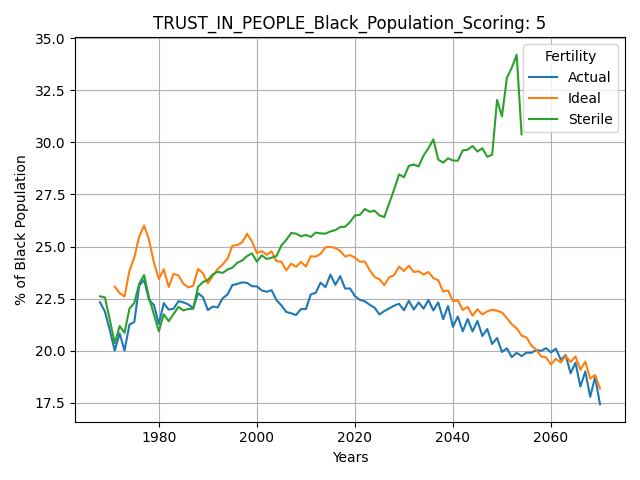 TRUST_IN_PEOPLE_Black_Population_Scoring: 5
35.0
32.5
30.0
27.5
25.0
22.5
20.0
17.5
% of Black Population
Fertility
Actual
Ideal
Sterile
1980 2000 2020 2040 2060
Years